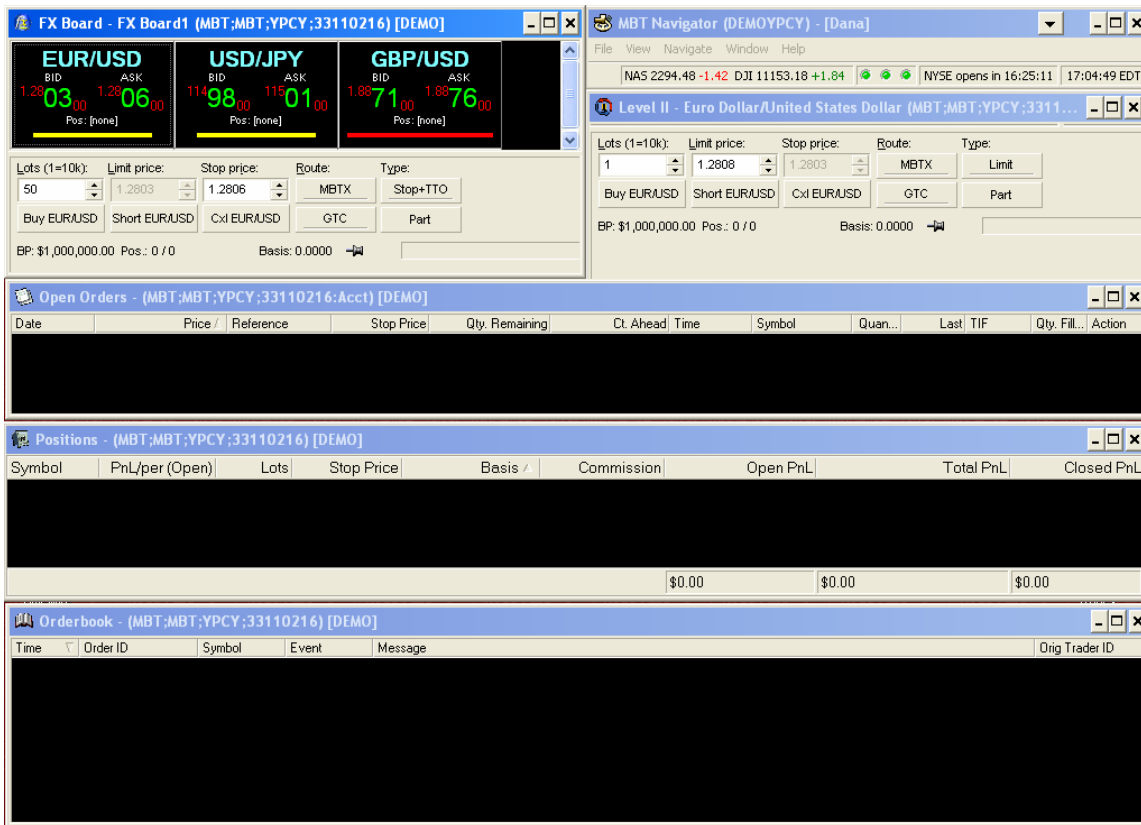 FX Board - FX Board1 (MBT;MBT;YPCY;33110216) [DEMO]
EUR/USD USD/JPY GBP/USD
BID ASK BID ASK BID ASK
1.28 03 00 1.28 06 00 114 98 00 115 01 00 1.88 71 00 1.88 76 00
Pos: [none] Pos: [none] Pos: [none]
Lots (1=10k): Limit price: Stop price: Route: Type:
50 1.2803 1.2806 MBTX Stop+TTO
Buy EUR/USD Short EUR/USD Cxl EUR/USD GTC Part
BP: $1,000,000.00 Pos.: 0 / 0 Basis: 0.0000
MBT Navigator (DEMOYPCY) - [Dana]
File View Navigate Window Help
NAS 2294.48 -1.42 DJI 11153.18 +1.84 NYSE opens in 16:25:11 17:04:49 EDT
Level II - Euro Dollar/United States Dollar (MBT;MBT;YPCY;3311...
Lots (1=10k): Limit price: Stop price: Route: Type:
1 1.2808 1.2803 MBTX Limit
Buy EUR/USD Short EUR/USD Cxl EUR/USD GTC Part
BP: $1,000,000.00 Pos.: 0 / 0 Basis: 0.0000
Open Orders - (MBT;MBT;YPCY;33110216:Acct) [DEMO]
Date Price Reference Stop Price Qty. Remaining Ct. Ahead Time Symbol Quan... Last TIF Qty. Fill... Action
Positions - (MBT;MBT;YPCY;33110216) [DEMO]
Symbol PnL/per (Open) Lots Stop Price Basis Commission Open PnL Total PnL Closed PnL
$0.00 $0.00 $0.00
Orderbook - (MBT;MBT;YPCY;33110216) [DEMO]
Time Order ID Symbol Event Message Orig Trader ID